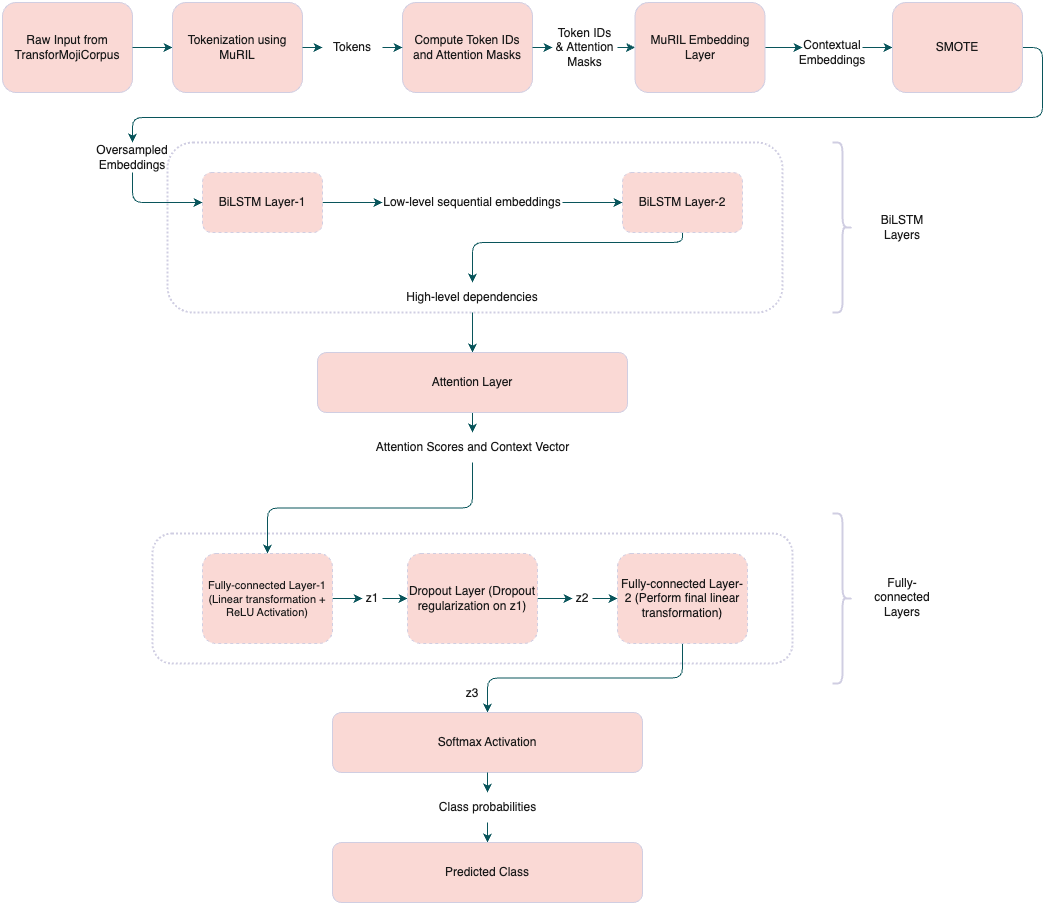 Raw Input from
TransforMojiCorpus
Tokenization using
MuRIL
Tokens
Compute Token IDs
and Attention Masks
Token IDs
& Attention
Masks
MuRIL Embedding
Layer
Contextual
Embeddings
SMOTE
Oversampled
Embeddings
BiLSTM Layer-1
Low-level sequential embeddings
BiLSTM Layer-2
BiLSTM
Layers
High-level dependencies
Attention Layer
Attention Scores and Context Vector
Fully-connected Layer-1
(Linear transformation +
ReLU Activation)
z1
Dropout Layer (Dropout
regularization on z1)
z2
Fully-connected Layer-
2 (Perform final linear
transformation)
Fully-
connected
Layers
z3
Softmax Activation
Class probabilities
Predicted Class